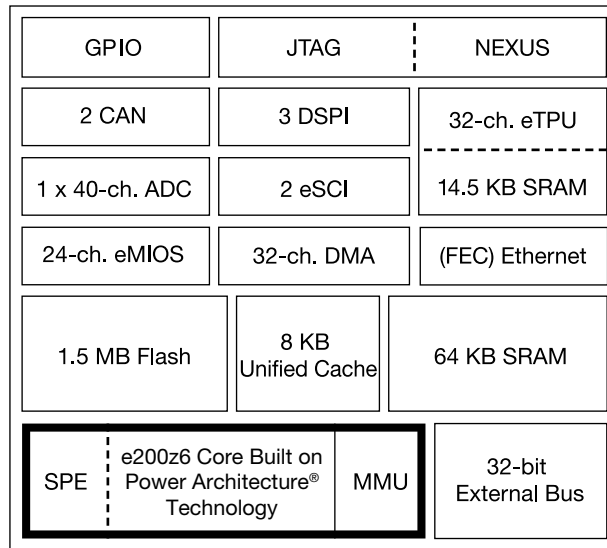 GPIO
JTAG
NEXUS
2 CAN
3 DSPI
32-ch. eTPU
1 x 40-ch. ADC
2 eSCI
14.5 KB SRAM
24-ch. eMIOS
32-ch. DMA
(FEC) Ethernet
1.5 MB Flash
8 KB
Unified Cache
64 KB SRAM
SPE
e200z6 Core Built on
Power Architecture®
Technology
MMU
32-bit
External Bus